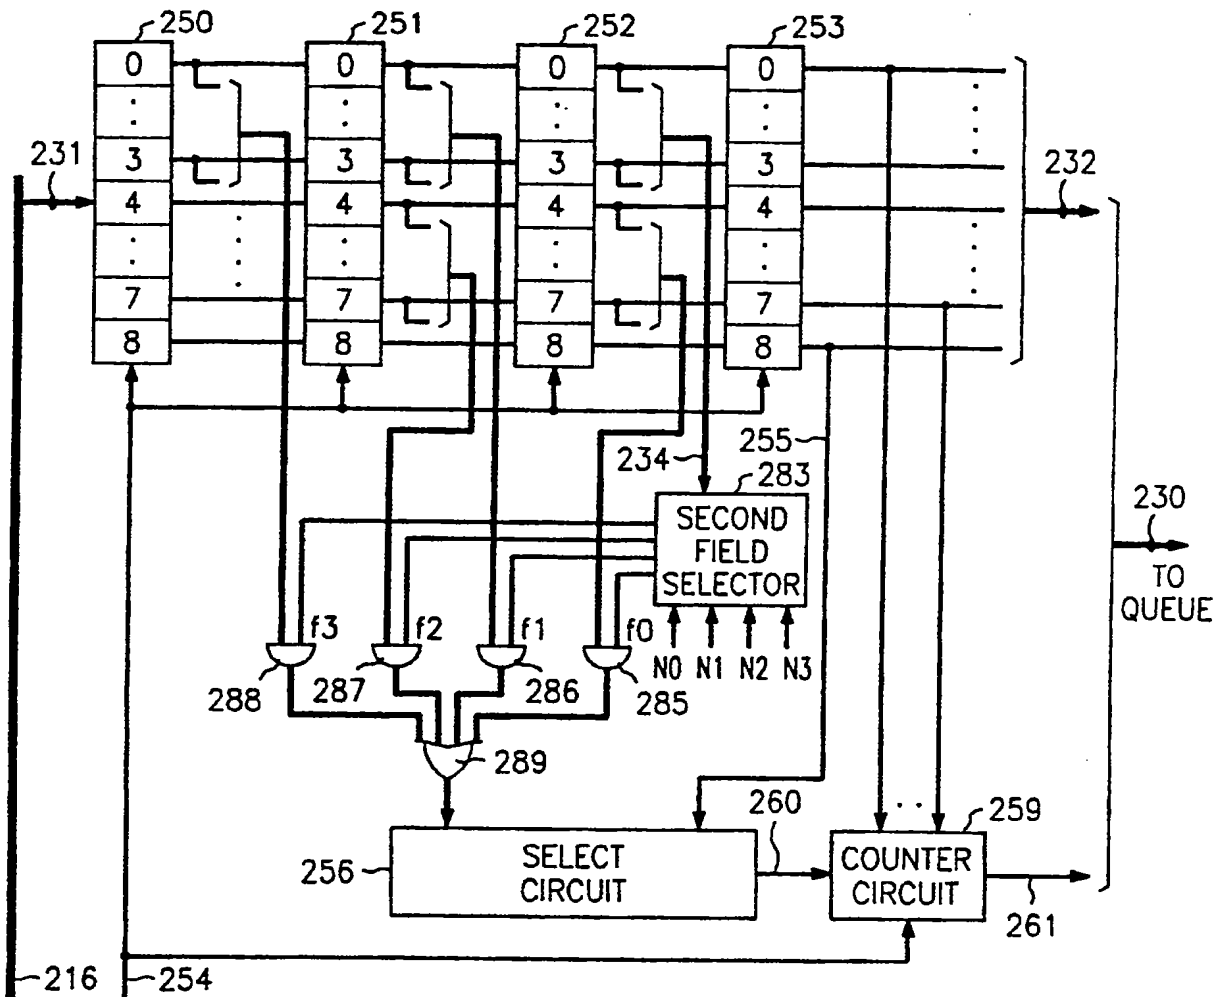 250 251 252 253
0 0 0 0
3 3 3 3
231
232
4 4 4 4
7 7 7 7
8 8 8 8
255
234
283
230
SECOND
FIELD
SELECTOR
TO
QUEUE
f3 f2 f1 f0
N0 N1 N2 N3
288 287 286 285
289
260 259
256
SELECT
CIRCUIT
COUNTER
CIRCUIT
261
216 254